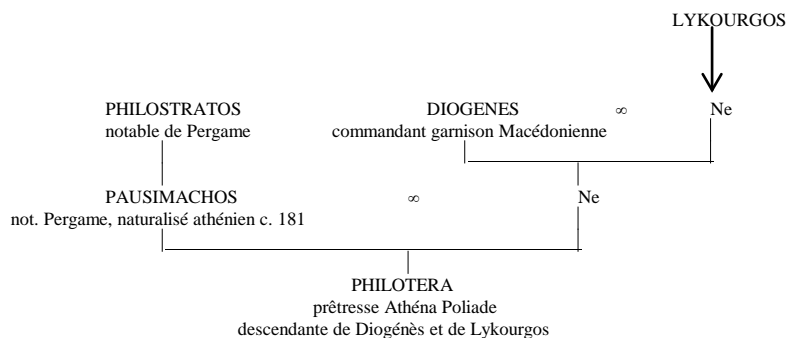 LYKOURGOS
PHILOSTRATOS DIOGENES ∞ Ne
notable de Pergame commandant garnison Macédonienne
PAUSIMACHOS ∞ Ne
not. Pergame, naturalisé athénien c. 181
PHILOTERA
prêtresse Athéna Poliade
descendante de Diogénès et de Lykourgos